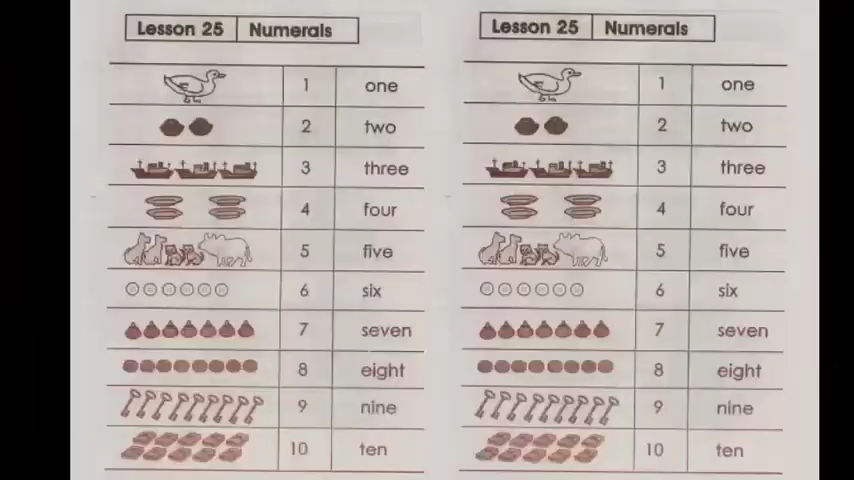 Lesson 25 Numerals
1 one
2 two
3 three
4 four
5 five
6 six
7 seven
8 eight
9 nine
10 ten
Lesson 25 Numerals
1 one
2 two
3 three
4 four
5 five
6 six
7 seven
8 eight
9 nine
10 ten